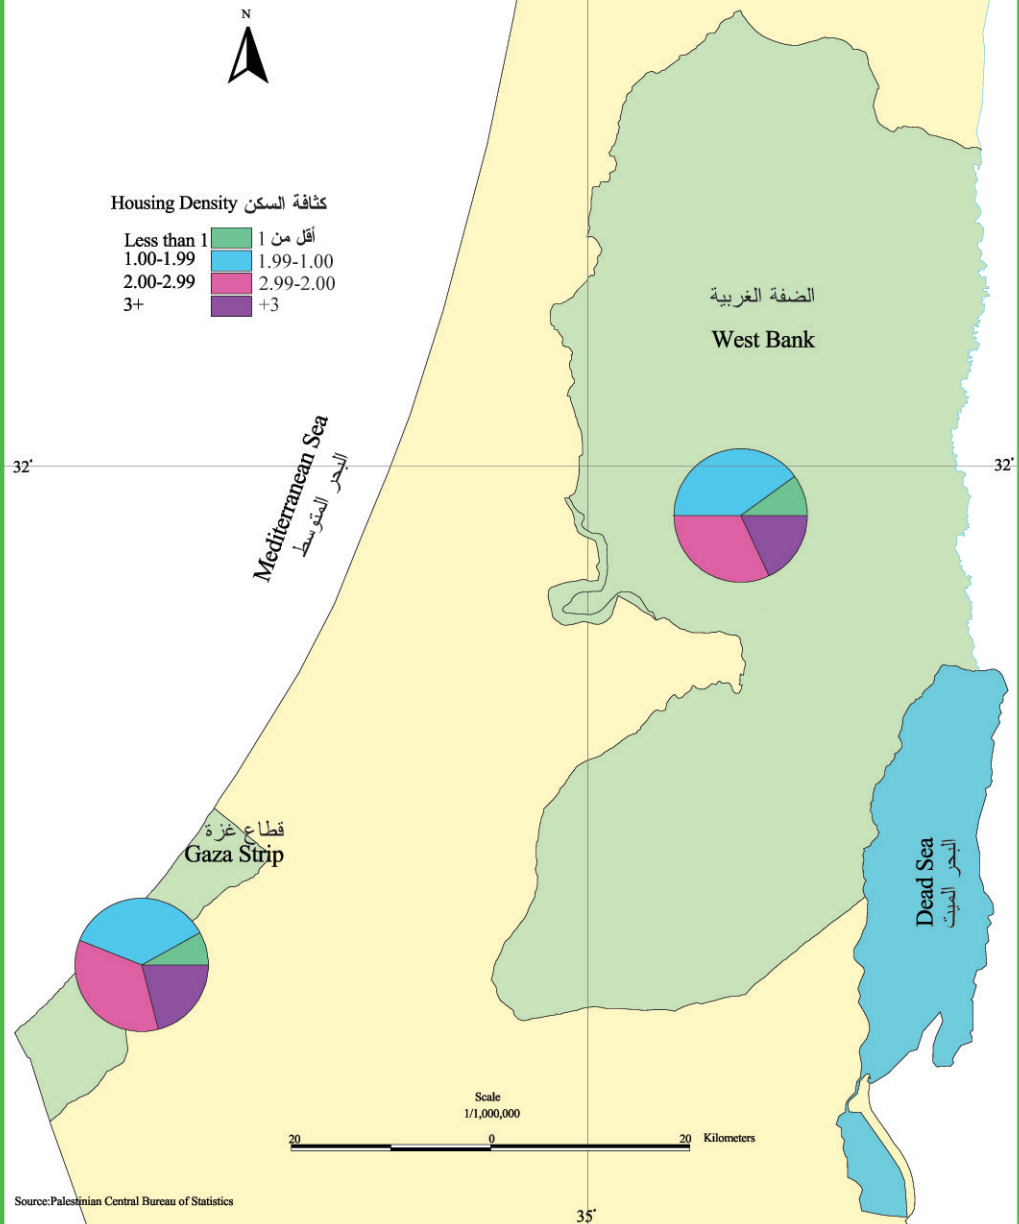 N
Housing Density كثافة السكن
Less than 1 أقل من 1
1.00-1.99 1.99-1.00
2.00-2.99 2.99-2.00
3+ +3
الضفة الغربية
West Bank
32°
32°
Mediterranean Sea
البحر المتوسط
قطاع غزة
Gaza Strip
Dead Sea
البحر الميت
Scale
1/1,000,000
20 0 20 Kilometers
Source:Palestinian Central Bureau of Statistics
35°